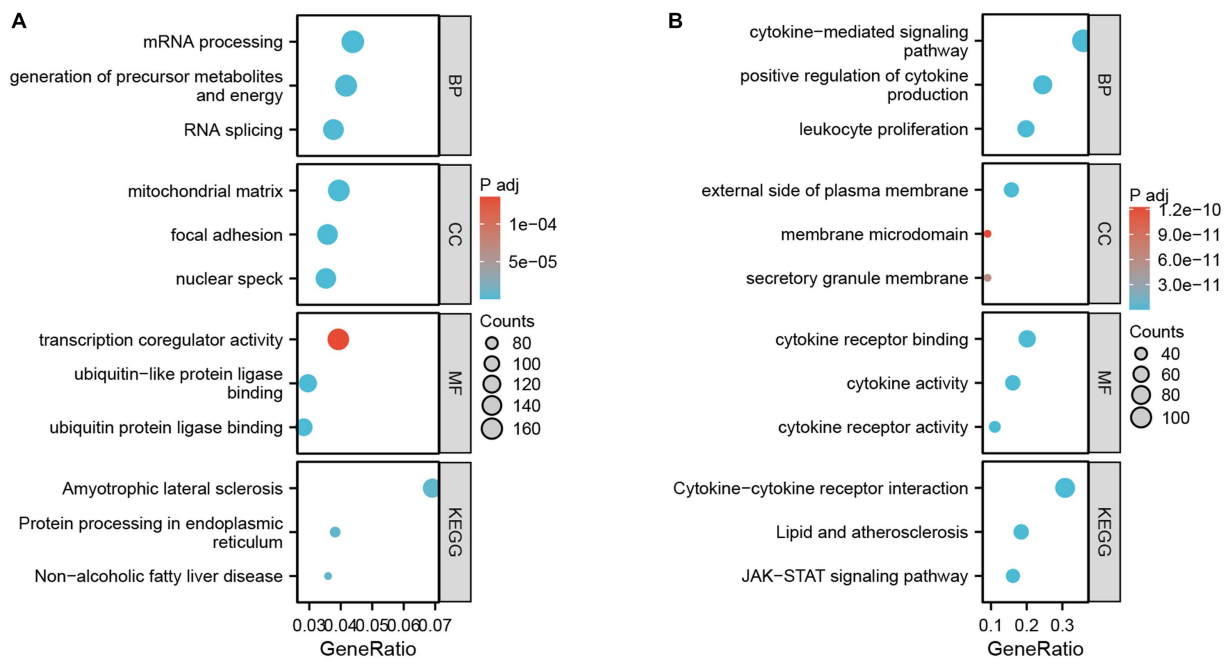 A
mRNA processing
generation of precursor metabolites
and energy
RNA splicing
BP
mitochondrial matrix
focal adhesion
nuclear speck
CC
transcription coregulator activity
ubiquitin−like protein ligase
binding
ubiquitin protein ligase binding
MF
Amyotrophic lateral sclerosis
Protein processing in endoplasmic
reticulum
Non−alcoholic fatty liver disease
KEGG
0.03 0.04 0.05 0.06 0.07
GeneRatio
P adj
1e−04
5e−05
Counts
80
100
120
140
160
B
cytokine−mediated signaling
pathway
positive regulation of cytokine
production
leukocyte proliferation
BP
external side of plasma membrane
membrane microdomain
secretory granule membrane
CC
cytokine receptor binding
cytokine activity
cytokine receptor activity
MF
Cytokine−cytokine receptor interaction
Lipid and atherosclerosis
JAK−STAT signaling pathway
KEGG
0.1 0.2 0.3
GeneRatio
P adj
1.2e−10
9.0e−11
6.0e−11
3.0e−11
Counts
40
60
80
100